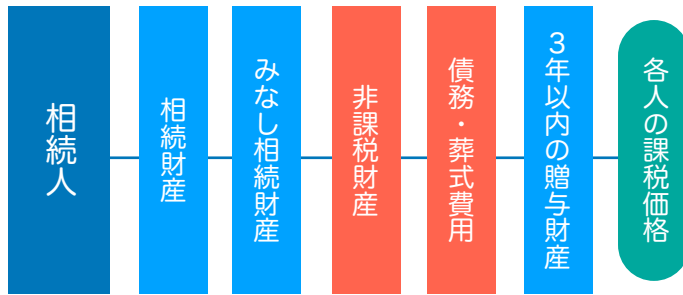 相続人
相続財産
みなし相続財産
非課税財産
債務・葬式費用
3年以内の贈与財産
各人の課税価格